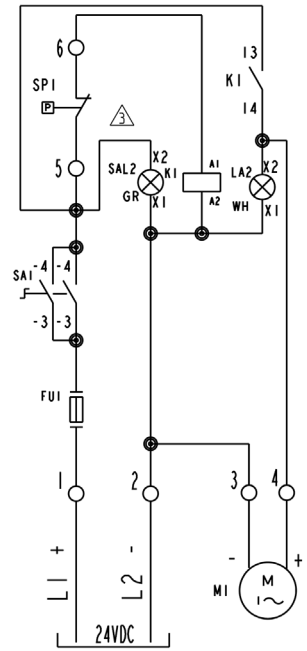 6
13
SP1
K1
P
3
14
5
X2
SAL2
K1
A1
LA2
X2
GR
X1
A2
WH
X1
SA1
-4 -4
-3 -3
FU1
1
2
3
4
L1 +
L2 -
-
+
M1
M
1~
24VDC